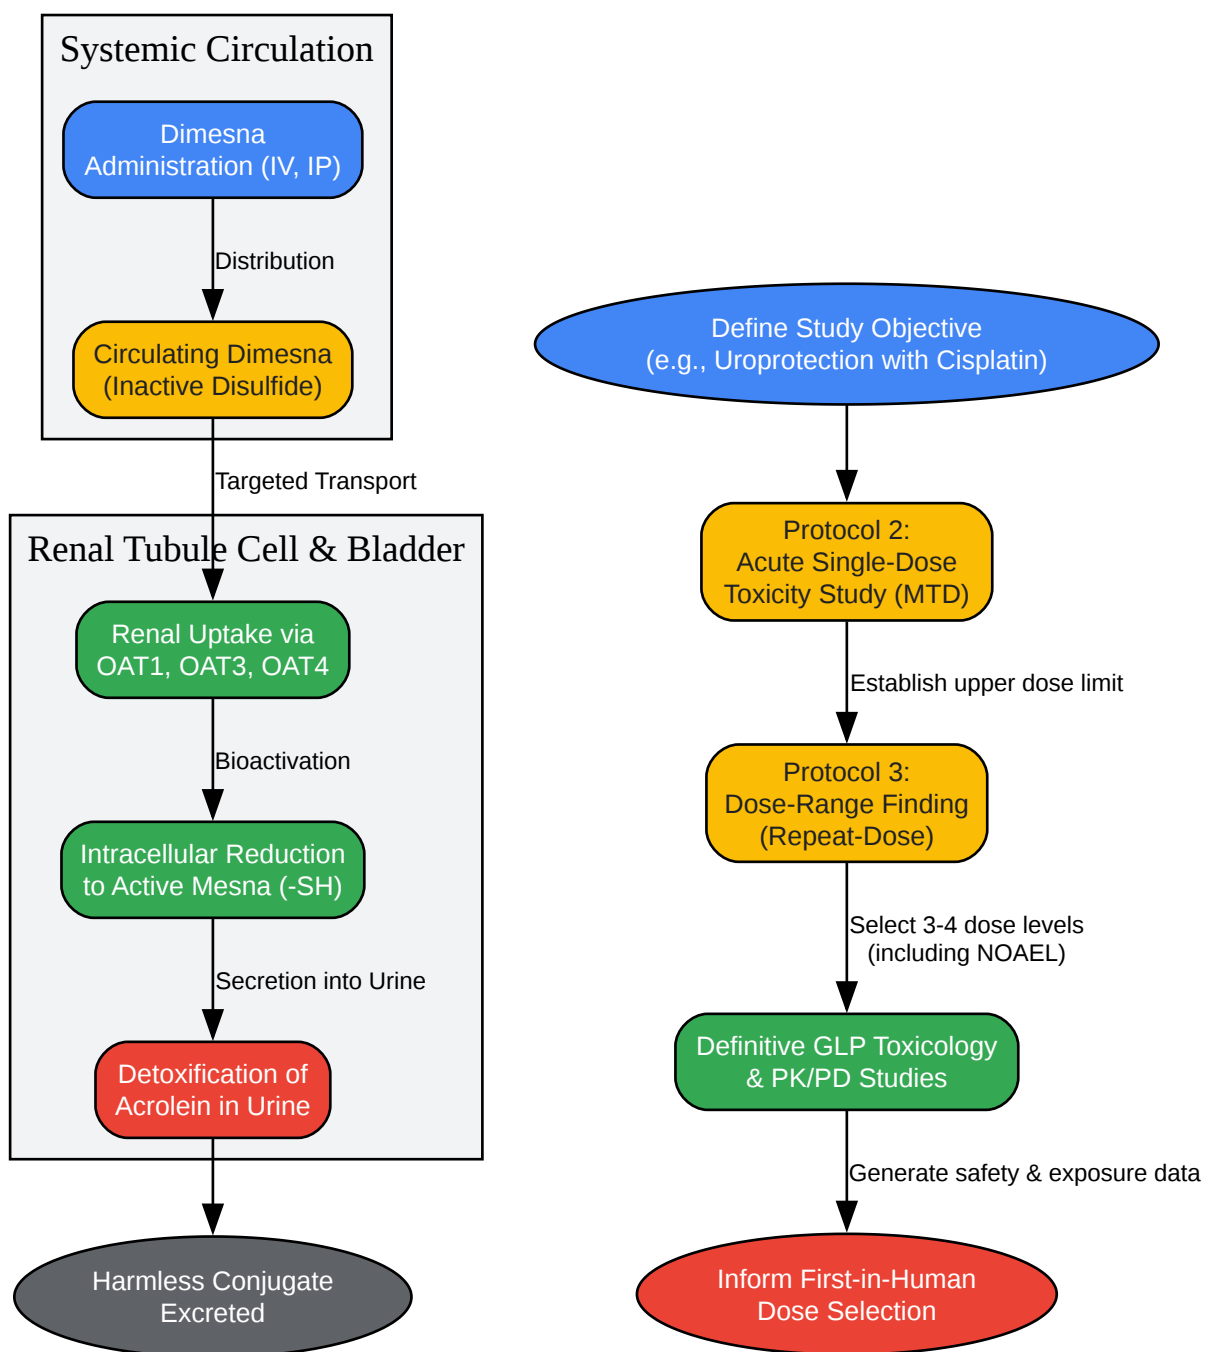 Systemic Circulation
Dimesna
Administration (IV, IP)
Distribution
Circulating Dimesna
(Inactive Disulfide)
Targeted Transport
Renal Tubule Cell & Bladder
Renal Uptake via
OAT1, OAT3, OAT4
Bioactivation
Intracellular Reduction
to Active Mesna (-SH)
Secretion into Urine
Detoxification of
Acrolein in Urine
Harmless Conjugate
Excreted
Define Study Objective
(e.g., Uroprotection with Cisplatin)
Protocol 2:
Acute Single-Dose
Toxicity Study (MTD)
Establish upper dose limit
Protocol 3:
Dose-Range Finding
(Repeat-Dose)
Select 3-4 dose levels
(including NOAEL)
Definitive GLP Toxicology
& PK/PD Studies
Generate safety & exposure data
Inform First-in-Human
Dose Selection